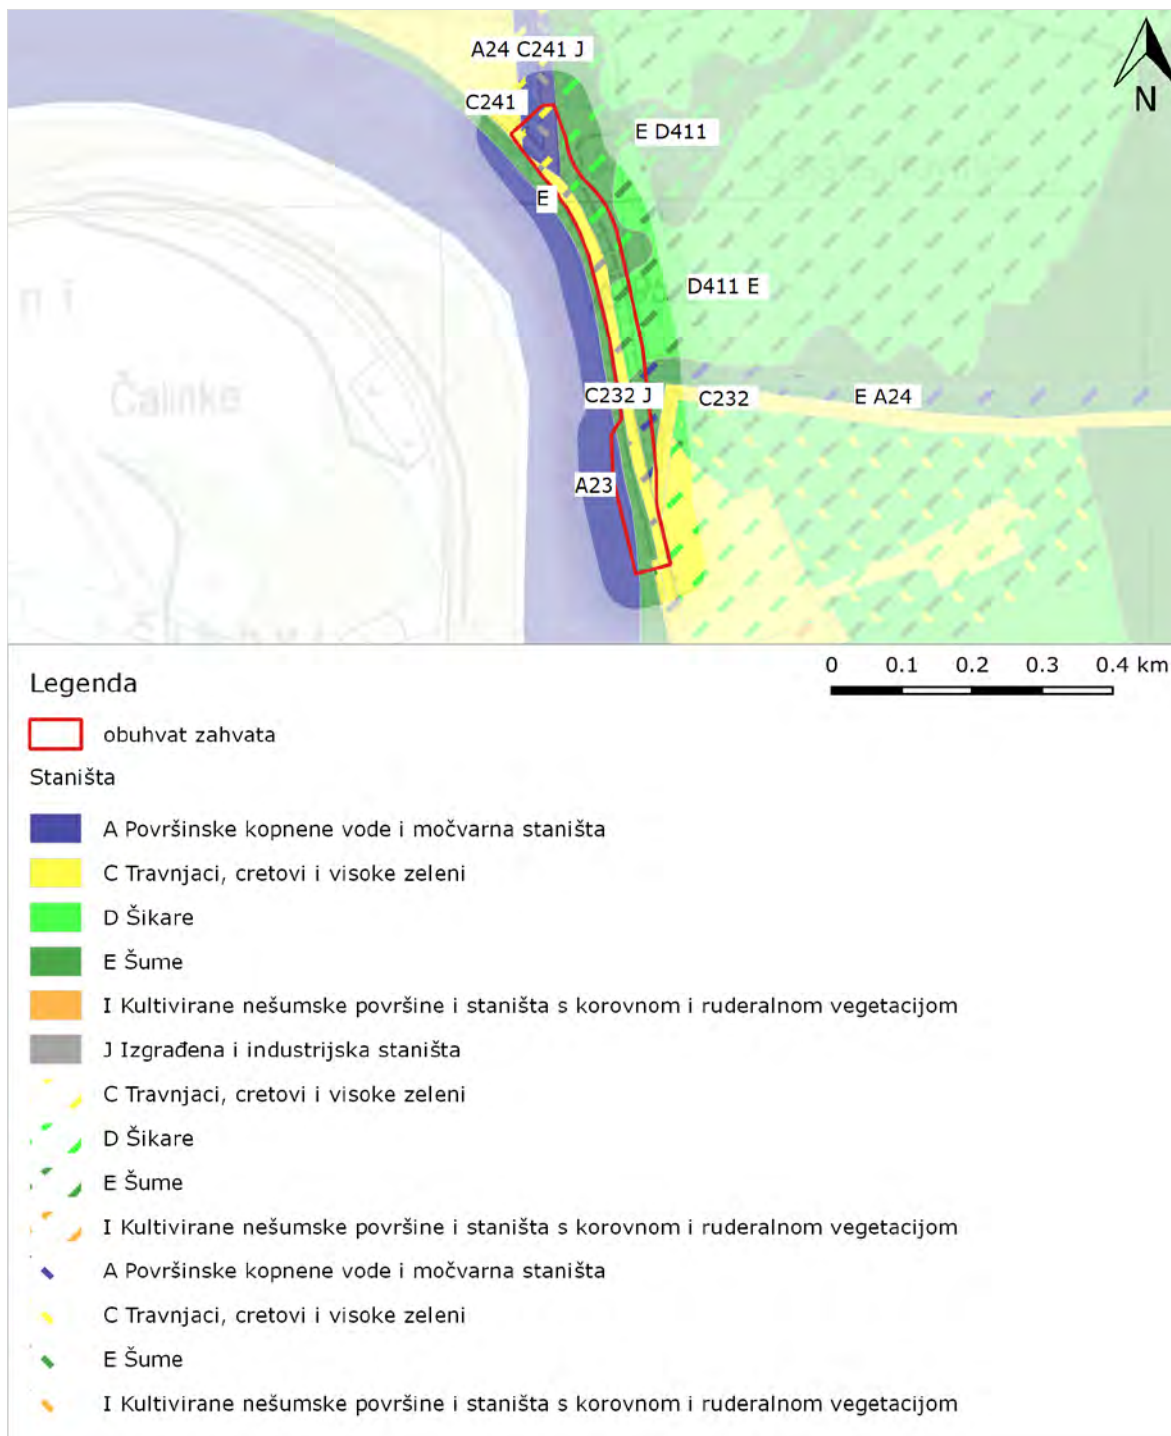 A24 C241 J
C241
E D411
N
E
D411 E
n i
Čalinke
C232 J
C232
E A24
A23
0 0.1 0.2 0.3 0.4 km
Legenda
obuhvat zahvata
Staništa
A Površinske kopnene vode i močvarna staništa
C Travnjaci, cretovi i visoke zeleni
D Šikare
E Šume
I Kultivirane nešumske površine i staništa s korovnom i ruderalnom vegetacijom
J Izgrađena i industrijska staništa
C Travnjaci, cretovi i visoke zeleni
D Šikare
E Šume
I Kultivirane nešumske površine i staništa s korovnom i ruderalnom vegetacijom
A Površinske kopnene vode i močvarna staništa
C Travnjaci, cretovi i visoke zeleni
E Šume
I Kultivirane nešumske površine i staništa s korovnom i ruderalnom vegetacijom